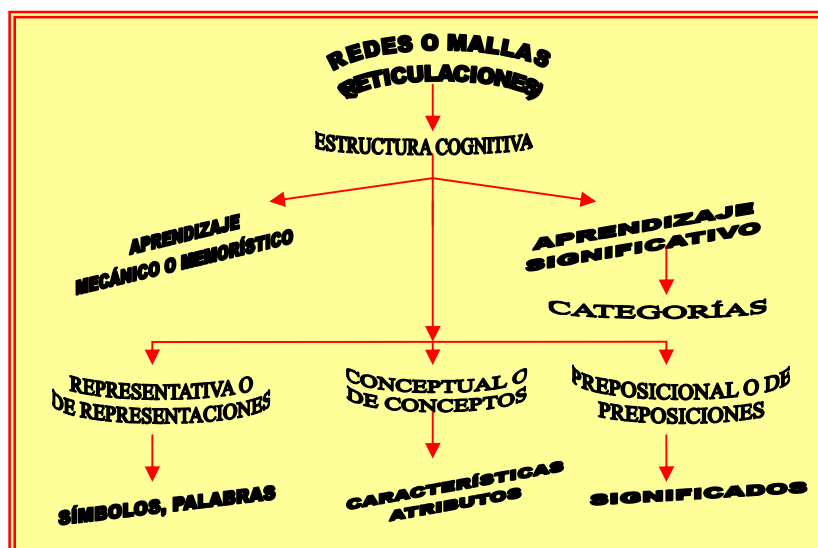 REDES O MALLAS
(RETICULACIONES)
ESTRUCTURA COGNITIVA
APRENDIZAJE
MECÁNICO O MEMORÍSTICO
APRENDIZAJE
SIGNIFICATIVO
CATEGORÍAS
REPRESENTATIVA O
DE REPRESENTACIONES
CONCEPTUAL O
DE CONCEPTOS
PREPOSICIONAL O DE
PREPOSICIONES
SÍMBOLOS, PALABRAS
CARACTERÍSTICAS
ATRIBUTOS
SIGNIFICADOS